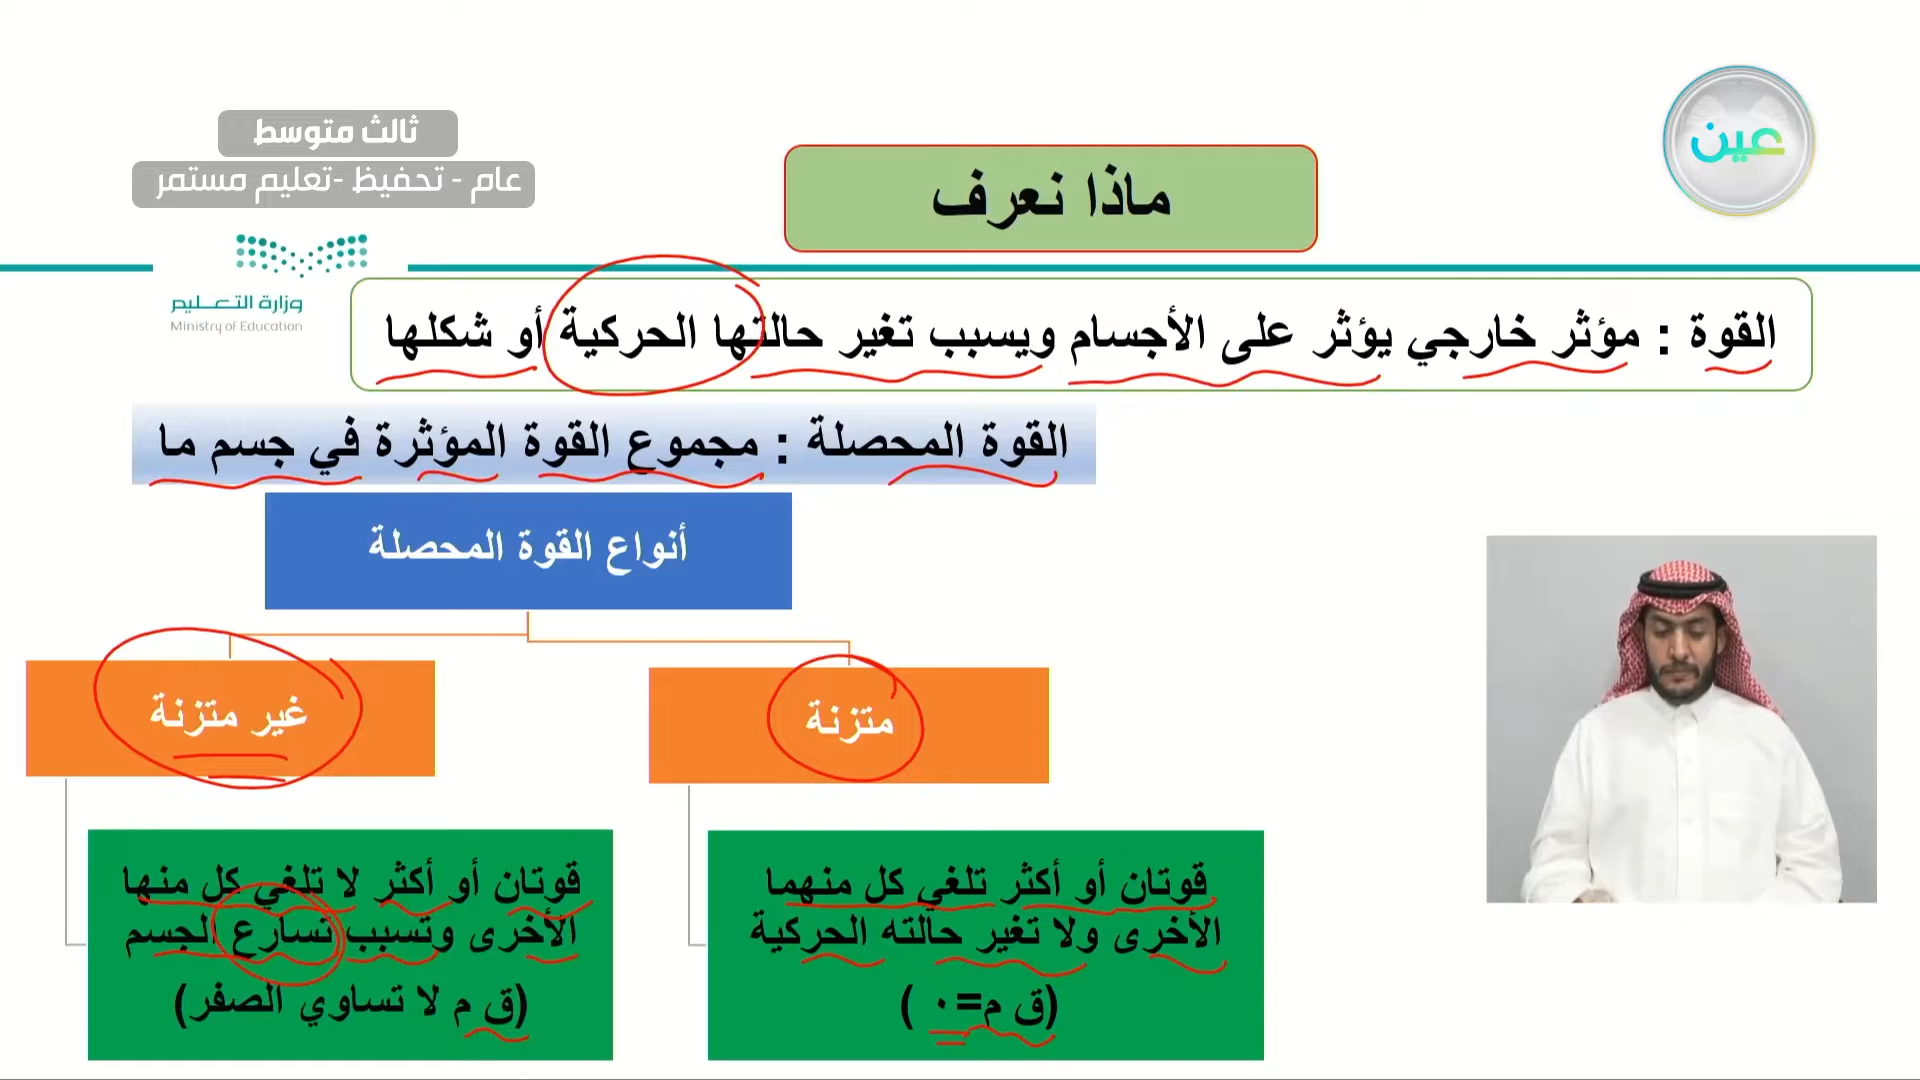 ثالث متوسط
عام - تحفيظ -تعليم مستمر
عين
ماذا نعرف
وزارة التعـــليم
Ministry of Education
القوة : مؤثر خارجي يؤثر على الأجسام ويسبب تغير حالتها الحركية أو شكلها
القوة المحصلة : مجموع القوة المؤثرة في جسم ما
أنواع القوة المحصلة
متزنة
غير متزنة
قوتان أو أكثر تلغي كل منهما
الأخرى ولا تغير حالته الحركية
(ق م=٠ )
قوتان أو أكثر لا تلغي كل منها
الأخرى وتسبب تسارع الجسم
(ق م لا تساوي الصفر)